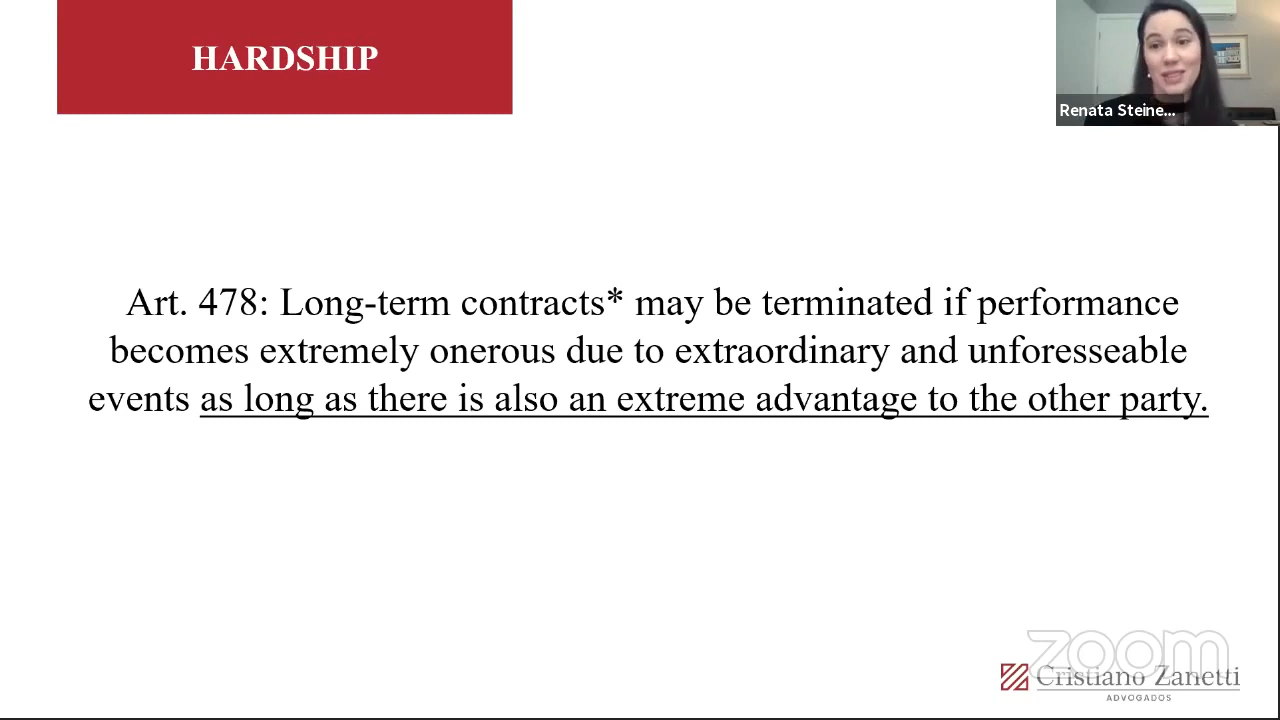 HARDSHIP
Renata Steine...
Art. 478: Long-term contracts* may be terminated if performance
becomes extremely onerous due to extraordinary and unforesseable
events as long as there is also an extreme advantage to the other party.
zoom
Cristiano Zanetti
ADVOGADOS